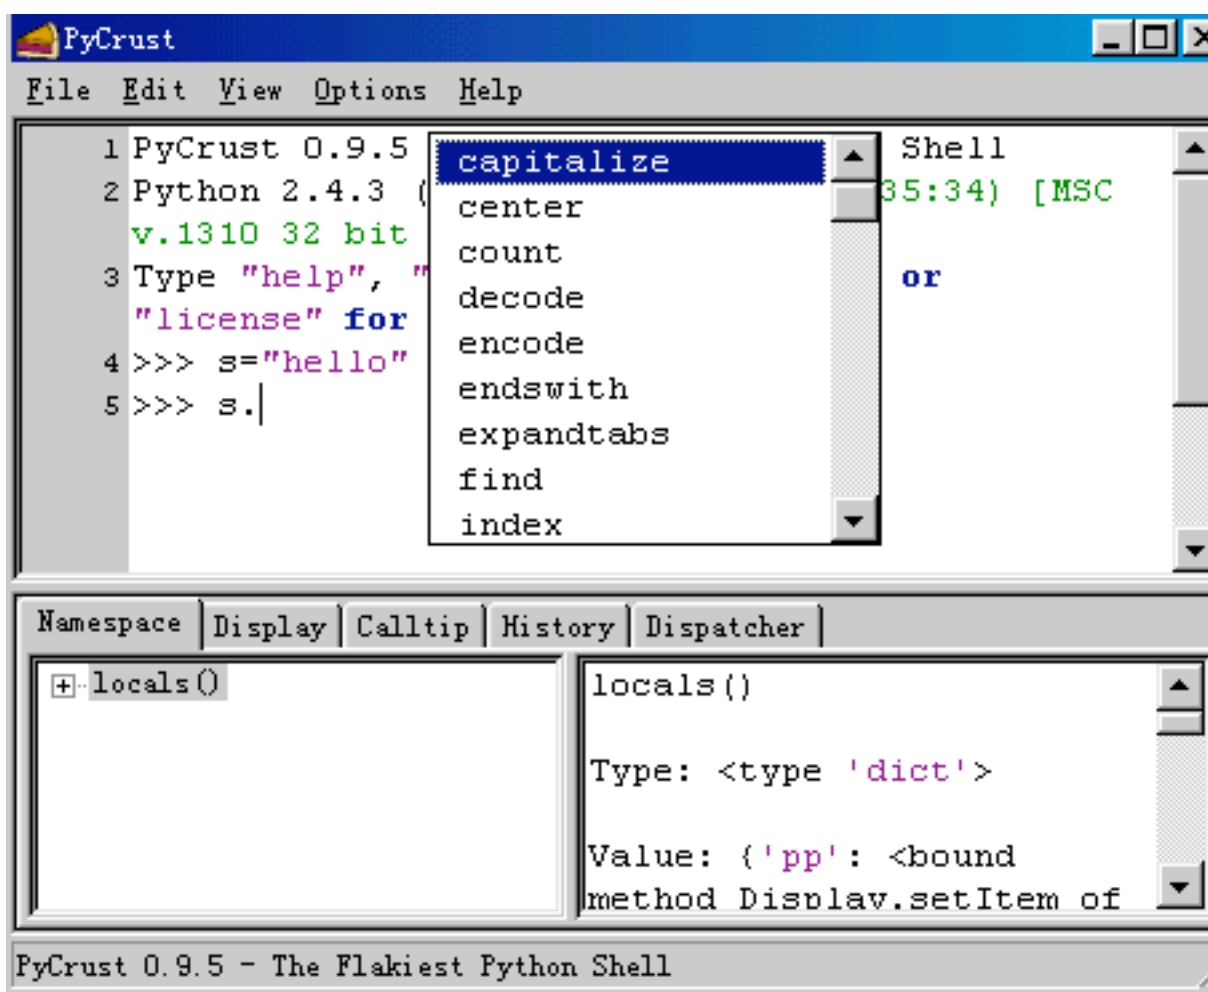 PyCrust
File Edit View Options Help
1 PyCrust 0.9.5 Shell
2 Python 2.4.3 ( 35:34) [MSC
v.1310 32 bit
3 Type "help", " or
"license" for
4 >>> s="hello"
5 >>> s.
capitalize
center
count
decode
encode
endswith
expandtabs
find
index
Namespace Display Calltip History Dispatcher
locals()
locals()
Type: <type 'dict'>
Value: {'pp': <bound
method Display.setItem of
PyCrust 0.9.5 - The Flakiest Python Shell